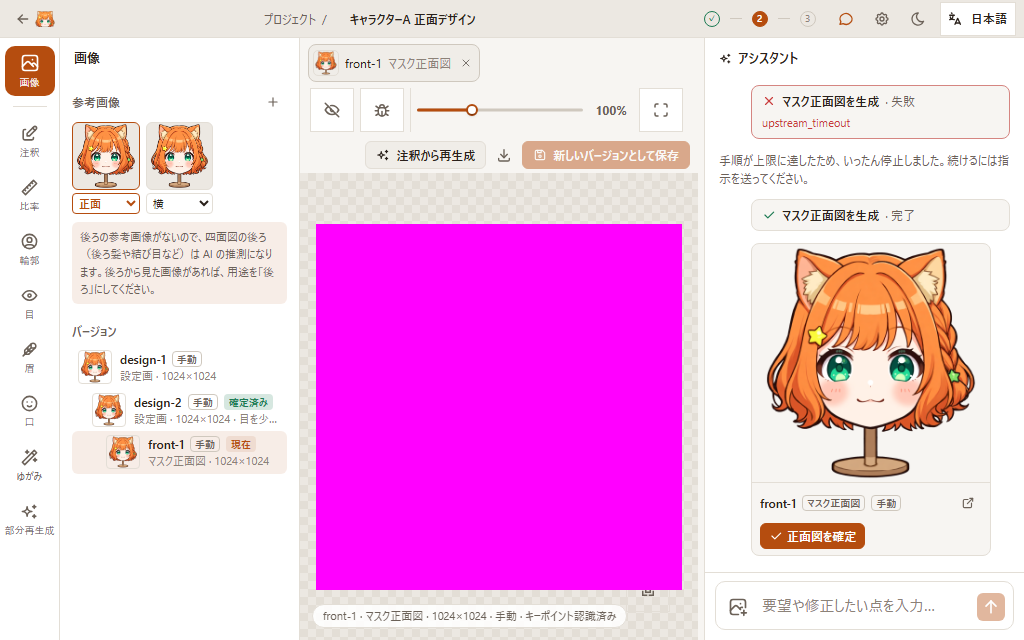 プロジェクト / キャラクターA 正面デザイン
2
3
日本語
画像
注釈
比率
輪郭
目
眉
口
ゆがみ
部分再生成
画像
参考画像
正面
横
後ろの参考画像がないので、四面図の後ろ
（後ろ髪や結び目など）は AI の推測になり
ます。後ろから見た画像があれば、用途を「後
ろ」にしてください。
バージョン
design-1 手動
設定画 · 1024×1024
design-2 手動 確定済み
設定画 · 1024×1024 · 目を少…
front-1 手動 現在
マスク正面図 · 1024×1024
front-1 マスク正面図 ×
100%
注釈から再生成
新しいバージョンとして保存
front-1 · マスク正面図 · 1024×1024 · 手動 · キーポイント認識済み
アシスタント
マスク正面図を生成 · 失敗
upstream_timeout
手順が上限に達したため、いったん停止しました。続けるには指
示を送ってください。
マスク正面図を生成 · 完了
front-1 マスク正面図 手動
正面図を確定
要望や修正したい点を入力...